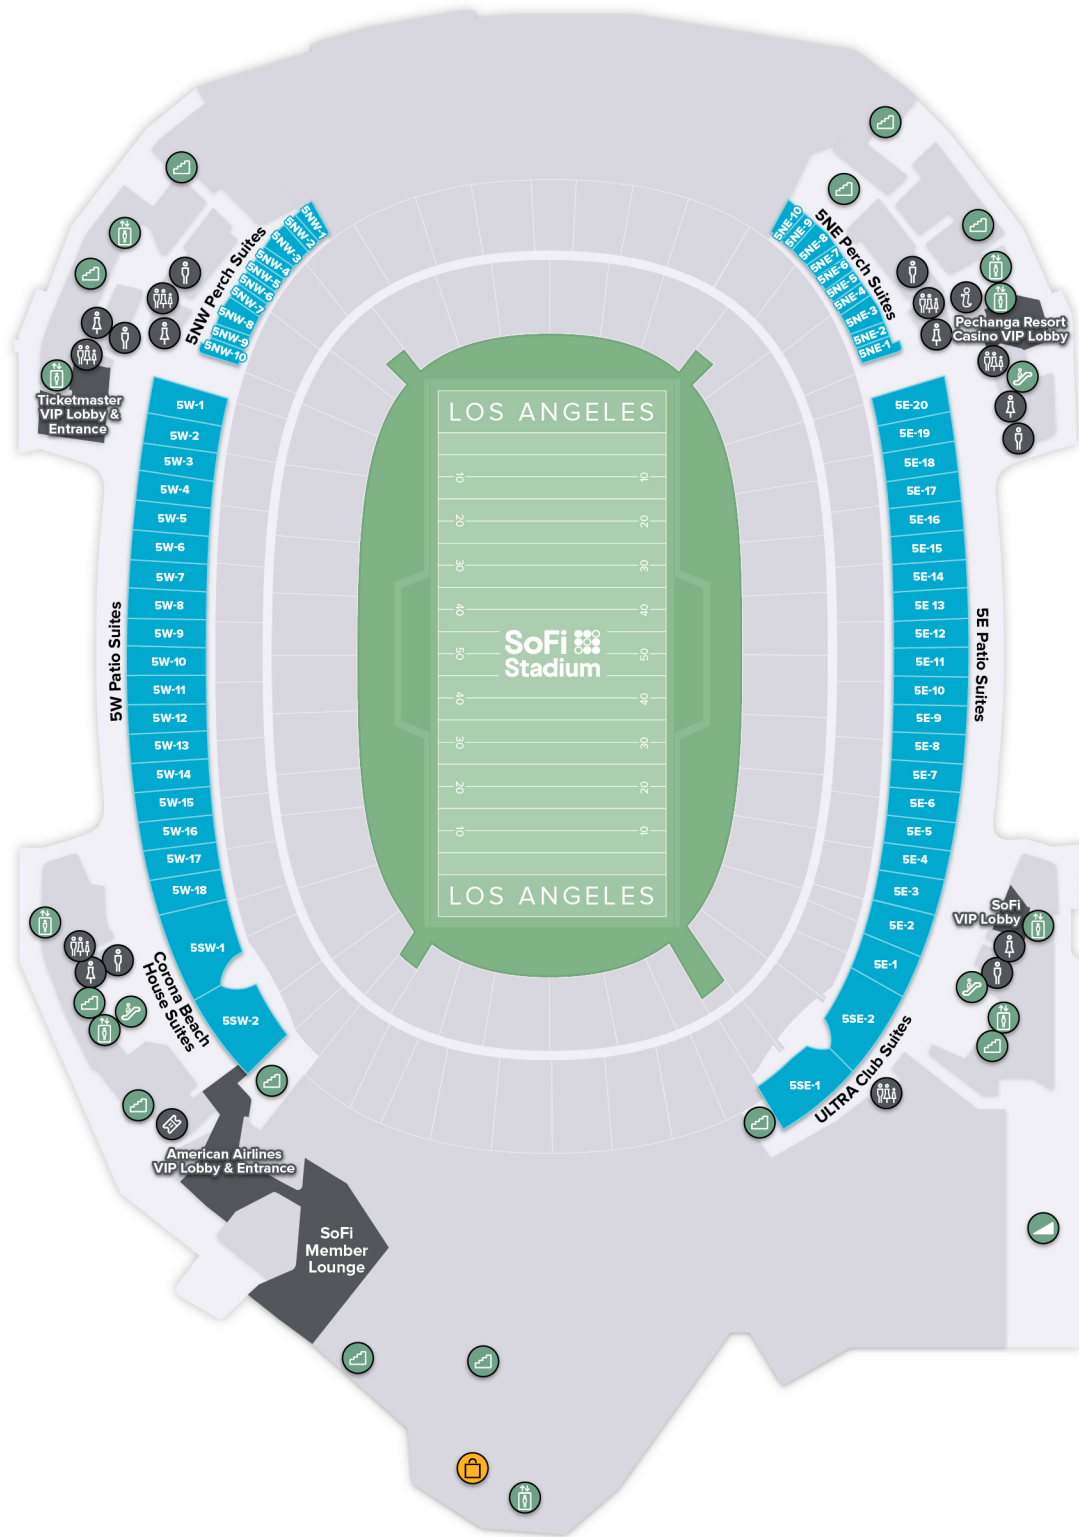 5NW Perch Suites
5NW-1
5NW-2
5NW-3
5NW-4
5NW-5
5NW-6
5NW-7
5NW-8
5NW-9
5NW-10
5NE Perch Suites
5NE-10
5NE-9
5NE-8
5NE-7
5NE-6
5NE-5
5NE-4
5NE-3
5NE-2
5NE-1
Pechanga Resort
Casino VIP Lobby
Ticketmaster
VIP Lobby &
Entrance
5W Patio Suites
5W-1
5W-2
5W-3
5W-4
5W-5
5W-6
5W-7
5W-8
5W-9
5W-10
5W-11
5W-12
5W-13
5W-14
5W-15
5W-16
5W-17
5W-18
LOS ANGELES
10 10
20 20
30 30
40 40
SoFi
Stadium
50 50
40 40
30 30
20 20
10 10
LOS ANGELES
5E Patio Suites
5E-20
5E-19
5E-18
5E-17
5E-16
5E-15
5E-14
5E 13
5E-12
5E-11
5E-10
5E-9
5E-8
5E-7
5E-6
5E-5
5E-4
5E-3
5E-2
5E-1
SoFi
VIP Lobby
Corona Beach
House Suites
5SW-1
5SW-2
ULTRA Club Suites
5SE-2
5SE-1
American Airlines
VIP Lobby & Entrance
SoFi
Member
Lounge